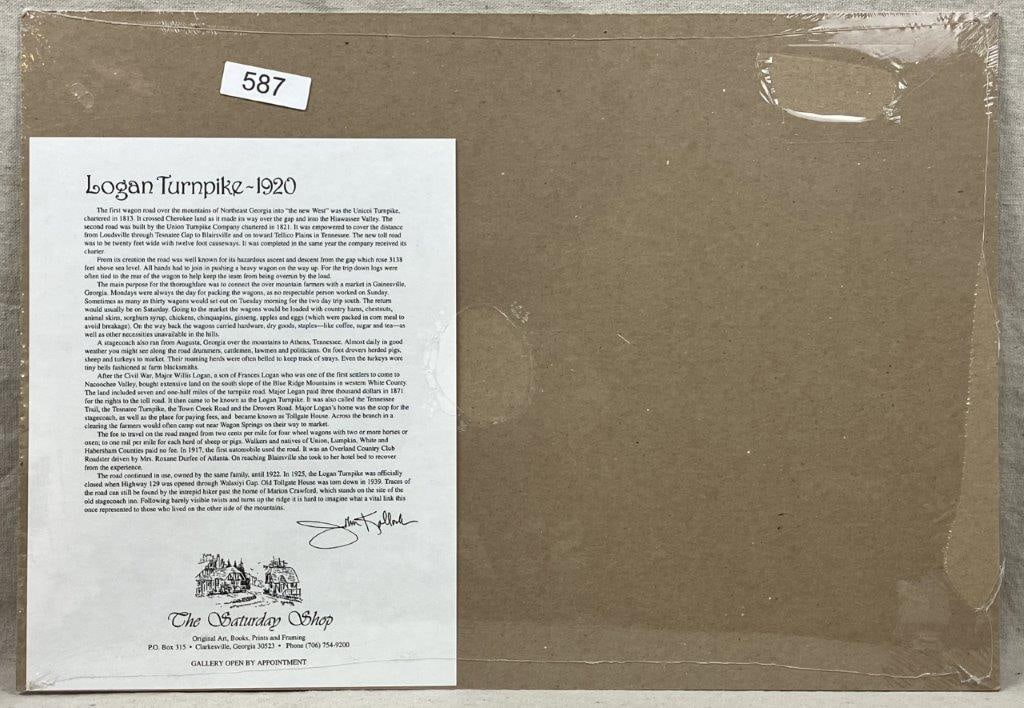 587
Logan Turnpike ~ 1920
The first wagon road over the mountains of Northeast Georgia into "the new West" was the Unicoi Turnpike,
chartered in 1813. It crossed Cherokee land as it made its way over the gap and into the Hiawassee Valley. The
second road was built by the Union Turnpike Company chartered in 1821. It was empowered to cover the distance
from Loudsville through Tesnatee Gap to Blairsville and on toward Tellico Plains in Tennessee. The new toll road
was to be twenty feet wide with twelve foot causeways. It was completed in the same year the company received its
charter.
From its creation the road was well known for its hazardous ascent and descent from the gap which rose 3138
feet above sea level. All hands had to join in pushing a heavy wagon on the way up. For the trip down logs were
often tied to the rear of the wagon to help keep the team from being overrun by the load.
The main purpose for the thoroughfare was to connect the over mountain farmers with a market in Gainesville,
Georgia. Mondays were always the day for packing the wagons, as no respectable person worked on Sunday.
Sometimes as many as thirty wagons would set out on Tuesday morning for the two day trip south. The return
would usually be on Saturday. Going to the market the wagons would be loaded with country hams, chestnuts,
animal skins, sorghum syrup, chickens, chinquapins, ginseng, apples and eggs (which were packed in corn meal to
avoid breakage). On the way back the wagons carried hardware, dry goods, staples—like coffee, sugar and tea—as
well as other necessities unavailable in the hills.
A stagecoach also ran from Augusta, Georgia over the mountains to Athens, Tennessee. Almost daily in good
weather you might see along the road drummers, cattlemen, lawmen and politicians. On foot drovers herded pigs,
sheep and turkeys to market. Their roaming herds were often belled to keep track of strays. Even the turkeys wore
tiny bells fashioned at farm blacksmiths.
After the Civil War, Major Willis Logan, a son of Frances Logan who was one of the first settlers to come to
Nacoochee Valley, bought extensive land on the south slope of the Blue Ridge Mountains in western White County.
The land included seven and one-half miles of the turnpike road. Major Logan paid three thousand dollars in 1871
for the rights to the toll road. It then came to be known as the Logan Turnpike. It was also called the Tennessee
Trail, the Tesnatee Turnpike, the Town Creek Road and the Drovers Road. Major Logan's home was the stop for the
stagecoach, as well as the place for paying fees, and became known as Tollgate House. Across the branch in a
clearing the farmers would often camp out near Wagon Springs on their way to market.
The fee to travel on the road ranged from two cents per mile for four wheel wagons with two or more horses or
oxen; to one mil per mile for each herd of sheep or pigs. Walkers and natives of Union, Lumpkin, White and
Habersham Counties paid no fee. In 1917, the first automobile used the road. It was an Overland Country Club
Roadster driven by Mrs. Roxane Durfee of Atlanta. On reaching Blairsville she took to her hotel bed to recover
from the experience.
The road continued in use, owned by the same family, until 1922. In 1925, the Logan Turnpike was officially
closed when Highway 129 was opened through Walasiyi Gap. Old Tollgate House was torn down in 1939. Traces of
the road can still be found by the intrepid hiker past the home of Marion Crawford, which stands on the site of the
old stagecoach inn. Following barely visible twists and turns up the ridge it is hard to imagine what a vital link this
once represented to those who lived on the other side of the mountains.
John Kollock
The Saturday Shop
Original Art, Books, Prints and Framing
P.O. Box 315 • Clarkesville, Georgia 30523 • Phone (706) 754-9200
GALLERY OPEN BY APPOINTMENT